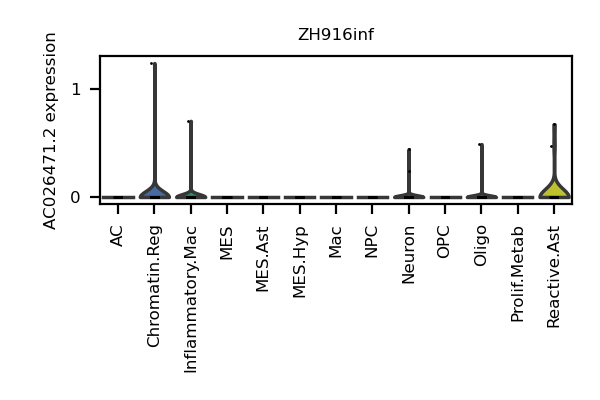 ZH916inf
AC026471.2 expression
1
0
AC
Chromatin.Reg
Inflammatory.Mac
MES
MES.Ast
MES.Hyp
Mac
NPC
Neuron
OPC
Oligo
Prolif.Metab
Reactive.Ast